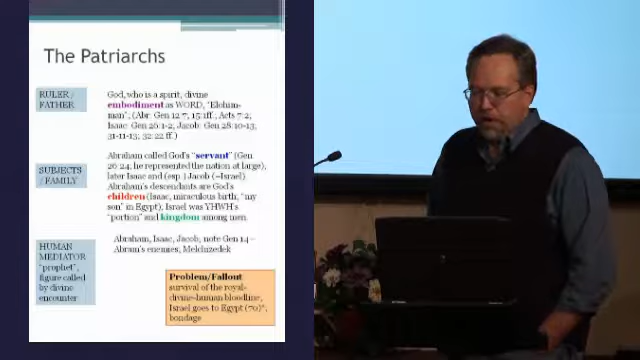 The Patriarchs
RULER /
FATHER
God, who is a spirit, divine
embodiment as WORD, "Elohim-
man"; (Abr: Gen 12:7, 15:1ff.; Acts 7:2;
Isaac: Gen 26:1-2; Jacob: Gen 28:10-13;
31-11-13; 32:22 ff.)
SUBJECTS
/ FAMILY
Abraham called God's "servant" (Gen
26:24; he represented the nation at large),
later Isaac and (esp.) Jacob (=Israel).
Abraham's descendants are God's
children (Isaac, miraculous birth, "my
son" in Egypt); Israel was YHWH's
"portion" and kingdom among men.
HUMAN
MEDIATOR
"prophet",
figure called
by divine
encounter
Abraham, Isaac, Jacob, note Gen 14 –
Abram's enemies, Melchizedek
Problem/Fallout
survival of the royal-
divine-human bloodline,
Israel goes to Egypt (70)*;
bondage